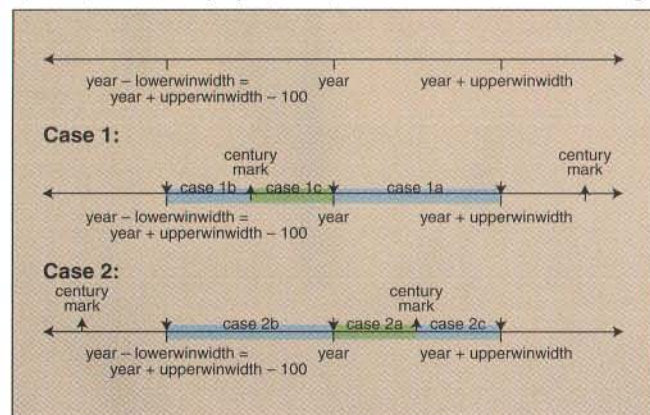 year – lowerwinwidth = year year + upperwinwidth
year + upperwinwidth – 100
Case 1:
century century
mark mark
case 1b case 1c case 1a
year – lowerwinwidth = year year + upperwinwidth
year + upperwinwidth – 100
Case 2:
century century
mark mark
case 2b case 2a case 2c
year – lowerwinwidth = year year + upperwinwidth
year + upperwinwidth – 100